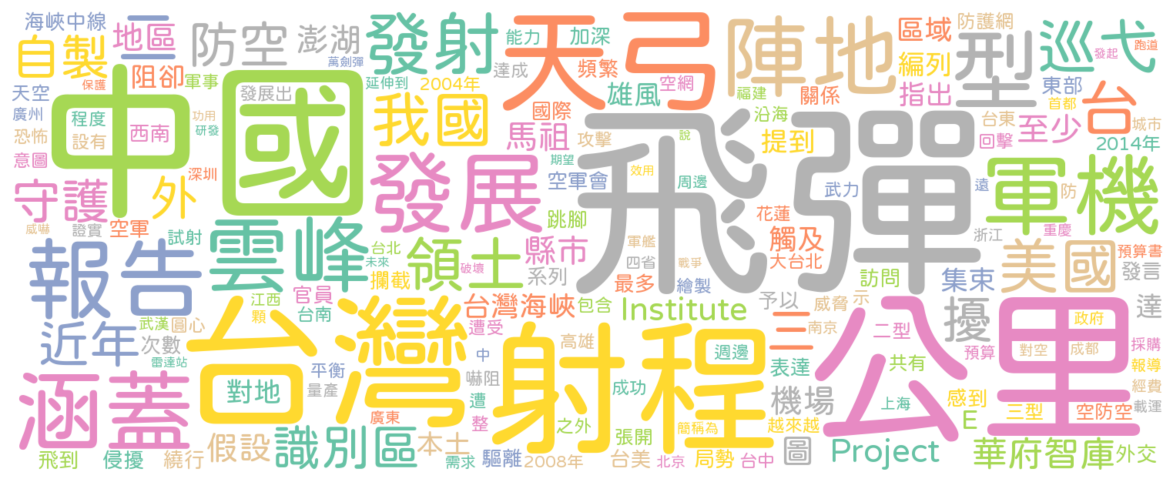 海峽中線
二
地區
防空
澎湖
發射
能力
加深
天弓
陣地
區域
防護網
型
巡弋
跑道
發起
自製
保護
阻卻
軍事
萬劍彈
達成
頻繁
空網
編列
東部
首都
天空
發展出
延伸到
2004年
雄風
福建
關係
指出
台
廣州
中國
我國
國際
沿海
台東
城市
恐怖
程度
設有
西南
功用
研發
馬祖
攻擊
說
提到
回擊
至少
2014年
意圖
深圳
發展
飛彈
期望
效用
周邊
武力
遠
防
軍機
守護
外
空軍會
威嚇
證實
空軍
試射
跳腳
花蓮
浙江
重慶
報告
雲峰
台北
未來
領土
破壞
縣市
軍艦
四省
戰爭
觸及
大台北
美國
預算書
官員
攔截
系列
最多
繪製
訪問
集束
發言
近年
江西
顆
台南
台灣海峽
包含
Institute
予以
威脅
示
擾
達
武漢
圓心
次數
雷達站
台灣
遭受
高雄
射程
三
南京
公里
二型
政府
採購
涵蓋
平衡
中
週邊
表達
共有
預算
對空
成都
報導
對地
量產
嚇阻
成功
機場
感到
經費
載運
廣東
遭
整
之外
簡稱為
越來越
上海
E
三型
空防空
飛到
侵擾
繞行
假設
識別區
本土
需求
驅離
2008年
張開
台美
北京
局勢
台中
圖
Project
華府智庫
外交